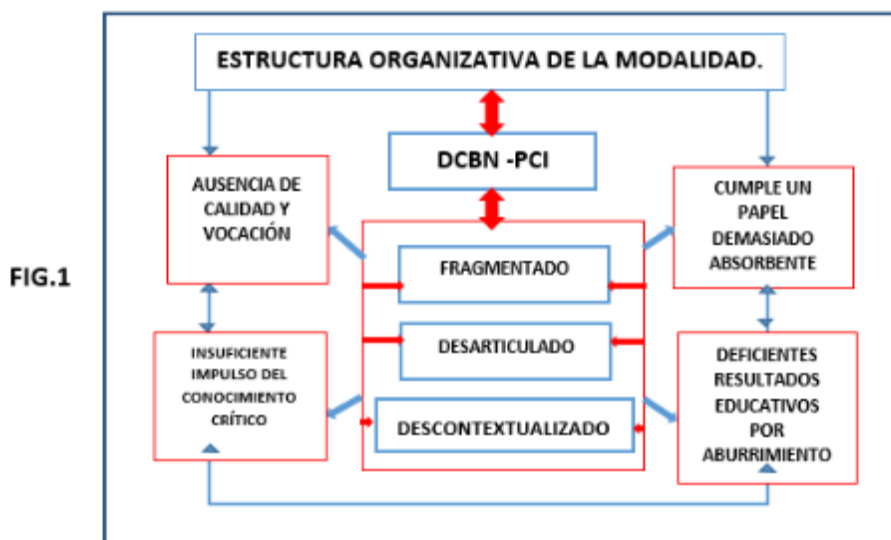 ESTRUCTURA ORGANIZATIVA DE LA MODALIDAD.
DCBN -PCI
AUSENCIA DE
CALIDAD Y
VOCACIÓN
CUMPLE UN
PAPEL
DEMASIADO
ABSORBENTE
FIG.1
FRAGMENTADO
DESARTICULADO
DESCONTEXTUALIZADO
INSUFICIENTE
IMPULSO DEL
CONOCIMIENTO
CRÍTICO
DEFICIENTES
RESULTADOS
EDUCATIVOS
POR
ABURRIMIENTO